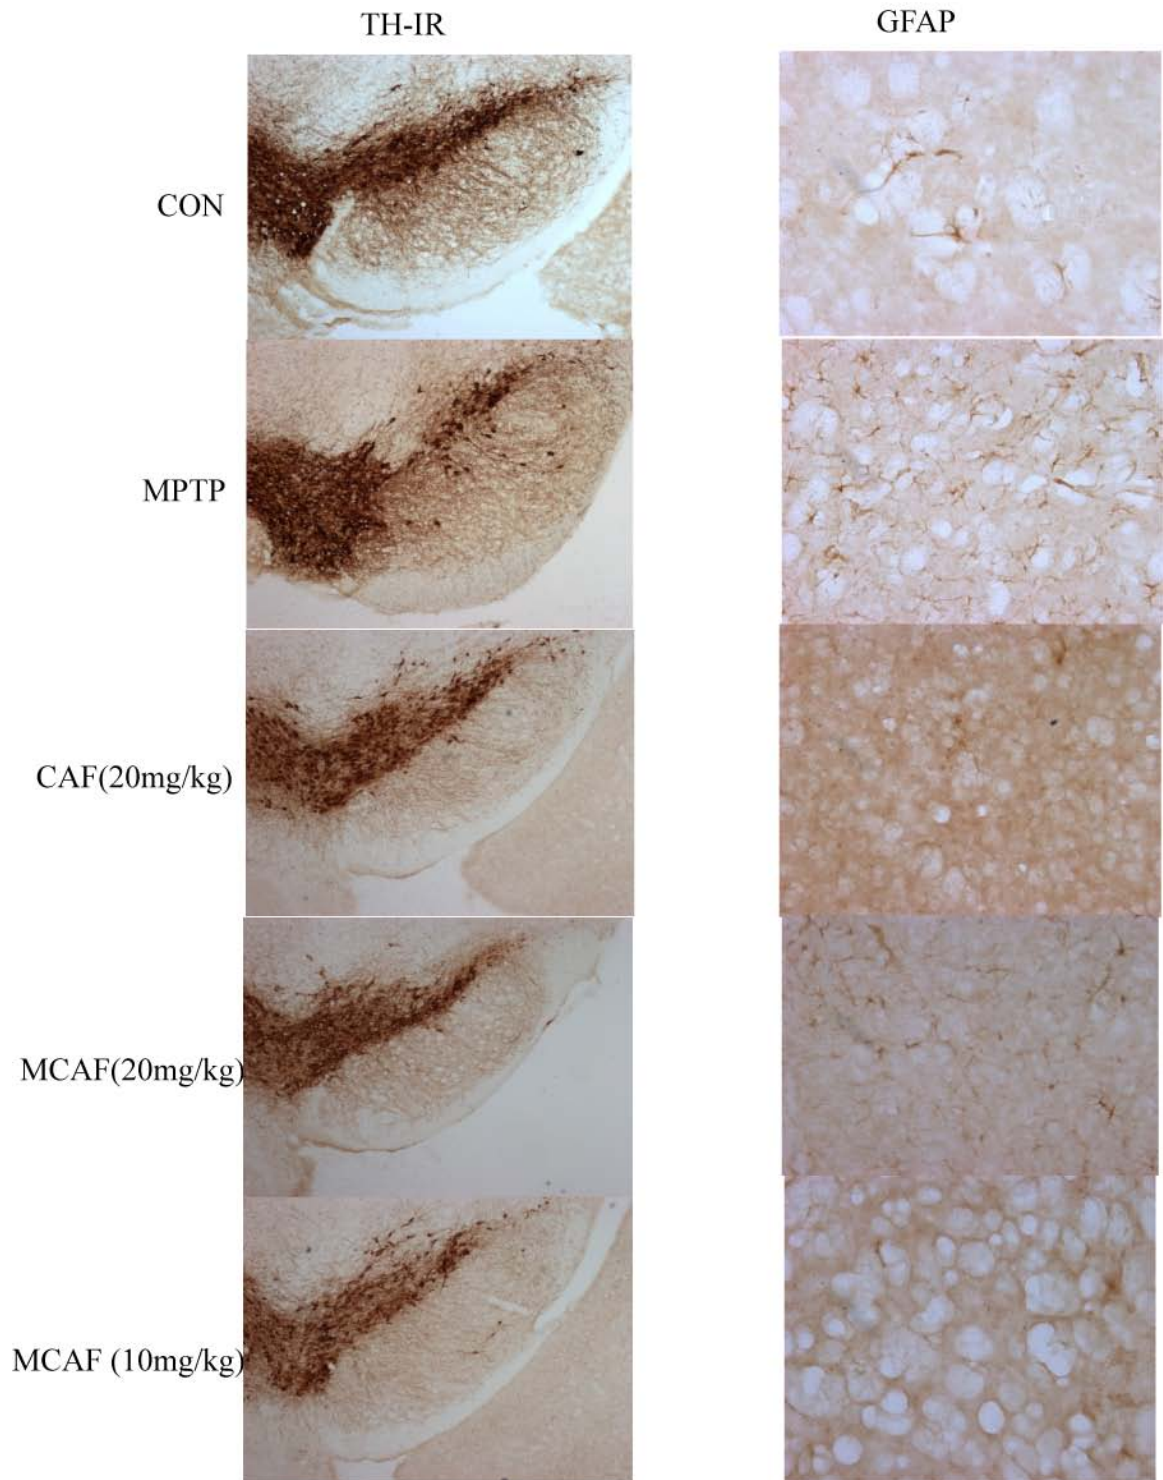 TH-IR GFAP
CON
MPTP
CAF(20mg/kg)
MCAF(20mg/kg)
MCAF (10mg/kg)